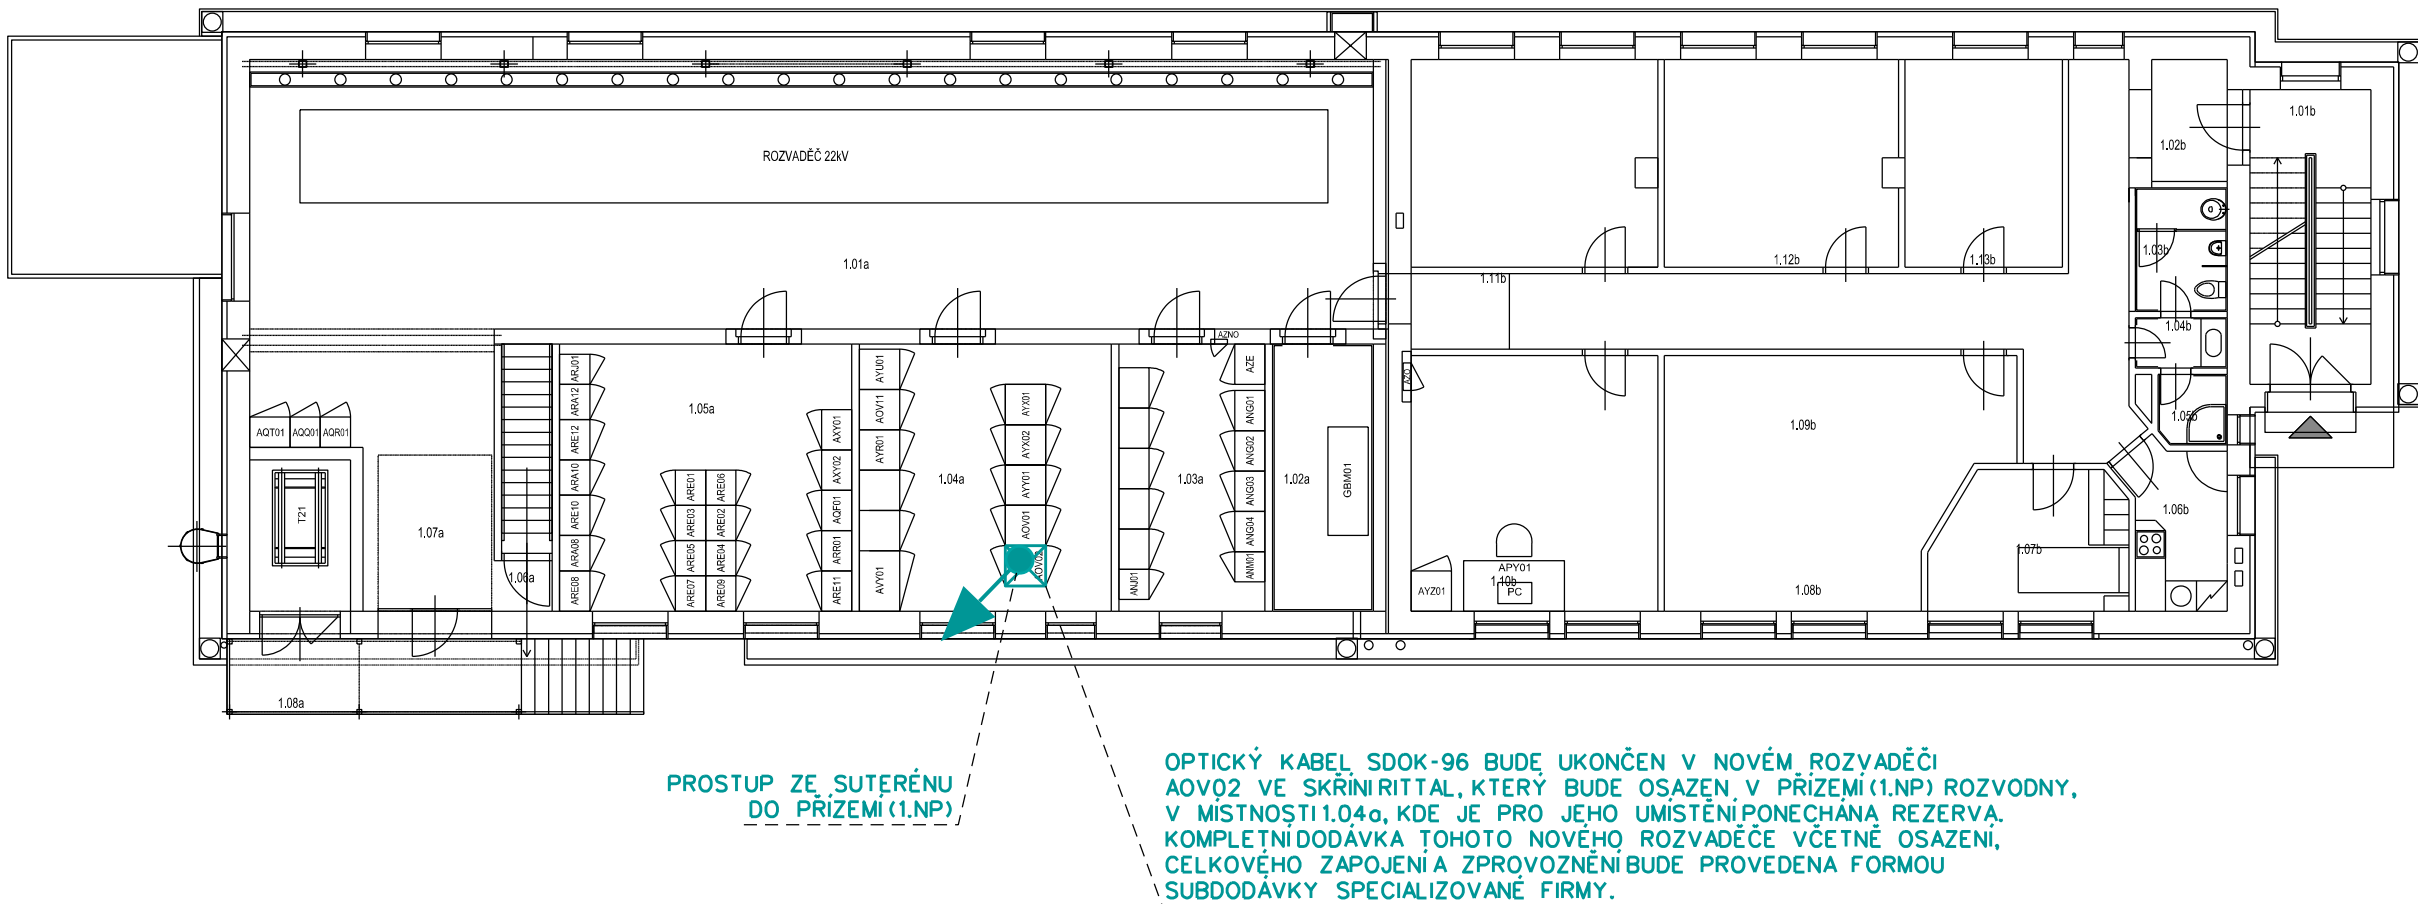 ROZVADĚČ 22kV
1.01a
1.01b
1.02b
1.03b
1.04b
1.05b
1.06b
1.07b
1.08b
1.09b
1.10b
1.11b
1.12b
1.13b
AZNO
AZO
AQT01
AQQ01
AQR01
T21
1.07a
1.06a
1.08a
ARJ01
ARA12
ARE12
ARA10
ARE10
ARA08
ARE08
1.05a
ARE01
ARE06
ARE03
ARE02
ARE05
ARE04
ARE07
ARE09
AXY01
AXY02
AQF01
ARR01
ARE11
AYU01
AOV11
AYR01
AVY01
1.04a
AYX01
AYX02
AYY01
AOV01
AOV02
1.03a
ANJ01
AZE
ANG01
ANG02
ANG03
ANG04
ANM01
1.02a
GBM01
AYZ01
APY01
PC
PROSTUP ZE SUTERÉNU
DO PŘÍZEMÍ (1.NP)
OPTICKÝ KABEL SDOK-96 BUDE UKONČEN V NOVÉM ROZVADĚČI
AOV02 VE SKŘÍNI RITTAL, KTERÝ BUDE OSAZEN V PŘÍZEMÍ (1.NP) ROZVODNY,
V MÍSTNOSTI 1.04a, KDE JE PRO JEHO UMÍSTĚNÍ PONECHÁNA REZERVA.
KOMPLETNÍ DODÁVKA TOHOTO NOVÉHO ROZVADĚČE VČETNĚ OSAZENÍ,
CELKOVÉHO ZAPOJENÍ A ZPROVOZNĚNÍ BUDE PROVEDENA FORMOU
SUBDODÁVKY SPECIALIZOVANÉ FIRMY.